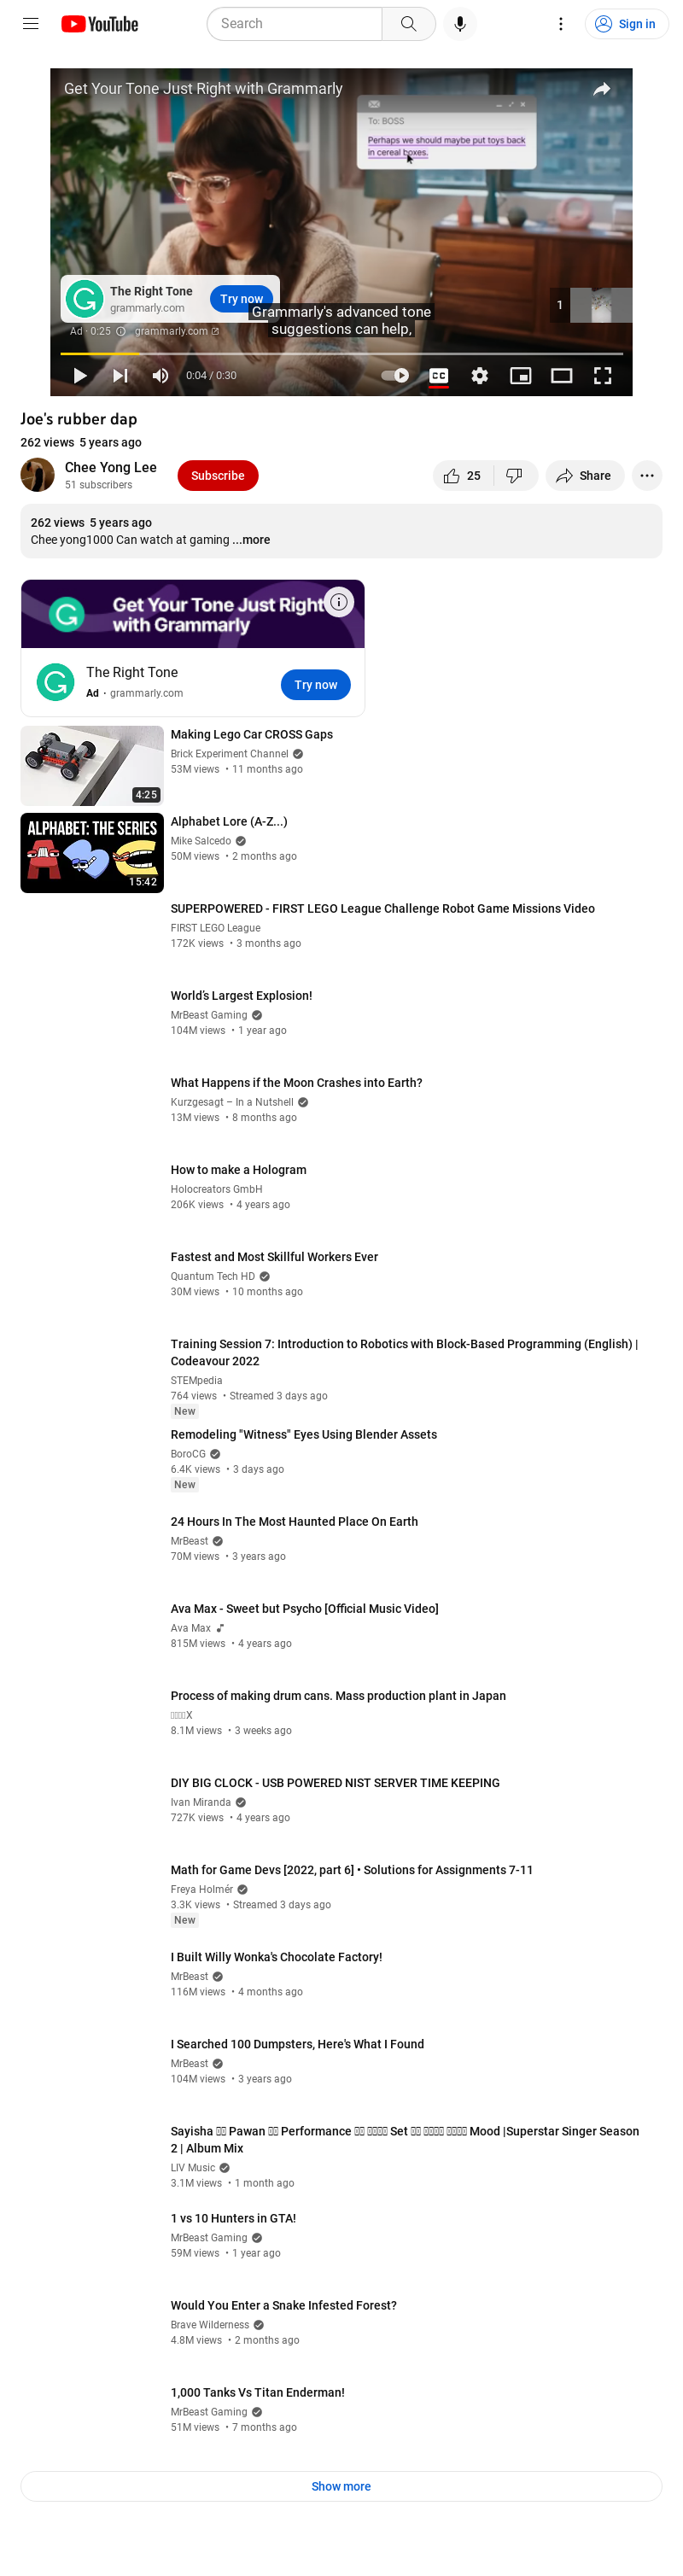 YouTube
Search
Sign in
Get Your Tone Just Right with Grammarly
To: BOSS
Perhaps we should maybe put toys back
in cereal boxes.
The Right Tone
grammarly.com
Try now
1
Grammarly's advanced tone
suggestions can help,
Ad · 0:25
grammarly.com
0:04 / 0:30
CC
Joe's rubber dap
262 views 5 years ago
Chee Yong Lee
51 subscribers
Subscribe
25
Share
262 views 5 years ago
Chee yong1000 Can watch at gaming ...more
Get Your Tone Just Right
with Grammarly
The Right Tone
Ad · grammarly.com
Try now
Making Lego Car CROSS Gaps
Brick Experiment Channel
53M views • 11 months ago
4:25
ALPHABET: THE SERIES
15:42
Alphabet Lore (A-Z...)
Mike Salcedo
50M views • 2 months ago
SUPERPOWERED - FIRST LEGO League Challenge Robot Game Missions Video
FIRST LEGO League
172K views • 3 months ago
World's Largest Explosion!
MrBeast Gaming
104M views • 1 year ago
What Happens if the Moon Crashes into Earth?
Kurzgesagt – In a Nutshell
13M views • 8 months ago
How to make a Hologram
Holocreators GmbH
206K views • 4 years ago
Fastest and Most Skillful Workers Ever
Quantum Tech HD
30M views • 10 months ago
Training Session 7: Introduction to Robotics with Block-Based Programming (English) |
Codeavour 2022
STEMpedia
764 views • Streamed 3 days ago
New
Remodeling "Witness" Eyes Using Blender Assets
BoroCG
6.4K views • 3 days ago
New
24 Hours In The Most Haunted Place On Earth
MrBeast
70M views • 3 years ago
Ava Max - Sweet but Psycho [Official Music Video]
Ava Max
815M views • 4 years ago
Process of making drum cans. Mass production plant in Japan
X
8.1M views • 3 weeks ago
DIY BIG CLOCK - USB POWERED NIST SERVER TIME KEEPING
Ivan Miranda
727K views • 4 years ago
Math for Game Devs [2022, part 6] • Solutions for Assignments 7-11
Freya Holmér
3.3K views • Streamed 3 days ago
New
I Built Willy Wonka's Chocolate Factory!
MrBeast
116M views • 4 months ago
I Searched 100 Dumpsters, Here's What I Found
MrBeast
104M views • 3 years ago
Sayisha Pawan Performance Set Mood |Superstar Singer Season
2 | Album Mix
LIV Music
3.1M views • 1 month ago
1 vs 10 Hunters in GTA!
MrBeast Gaming
59M views • 1 year ago
Would You Enter a Snake Infested Forest?
Brave Wilderness
4.8M views • 2 months ago
1,000 Tanks Vs Titan Enderman!
MrBeast Gaming
51M views • 7 months ago
Show more